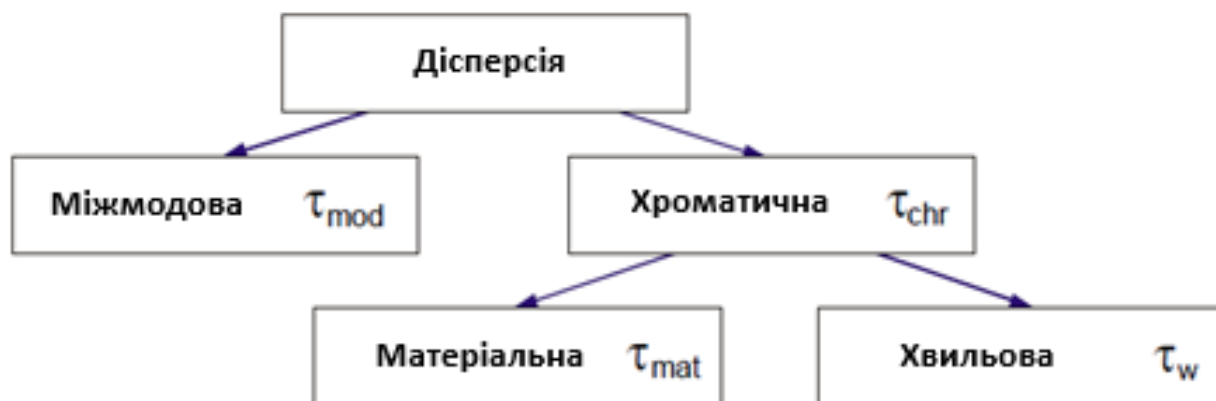 Дісперсія
Міжмодова τmod
Хроматична τchr
Матеріальна τmat
Хвильова τw